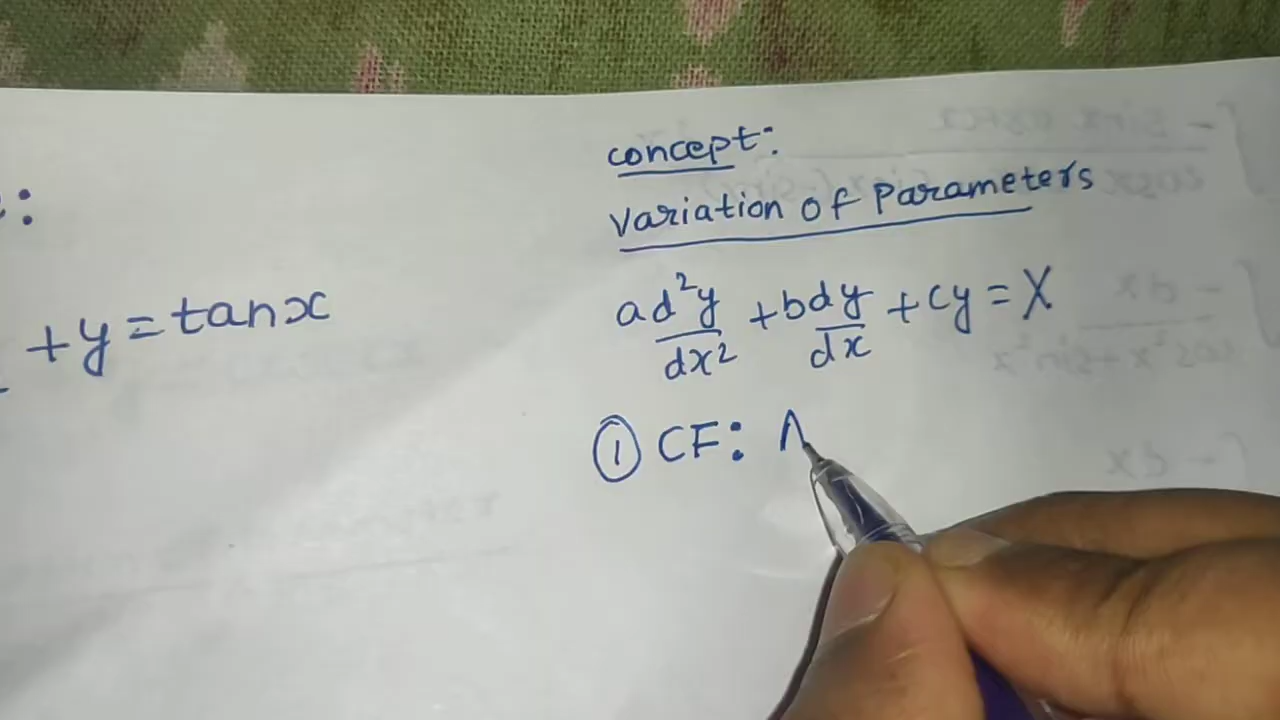 :
+y=tanx
concept:
variation of Parameters
ad²y/dx² + bdy/dx + cy = X
① CF: A